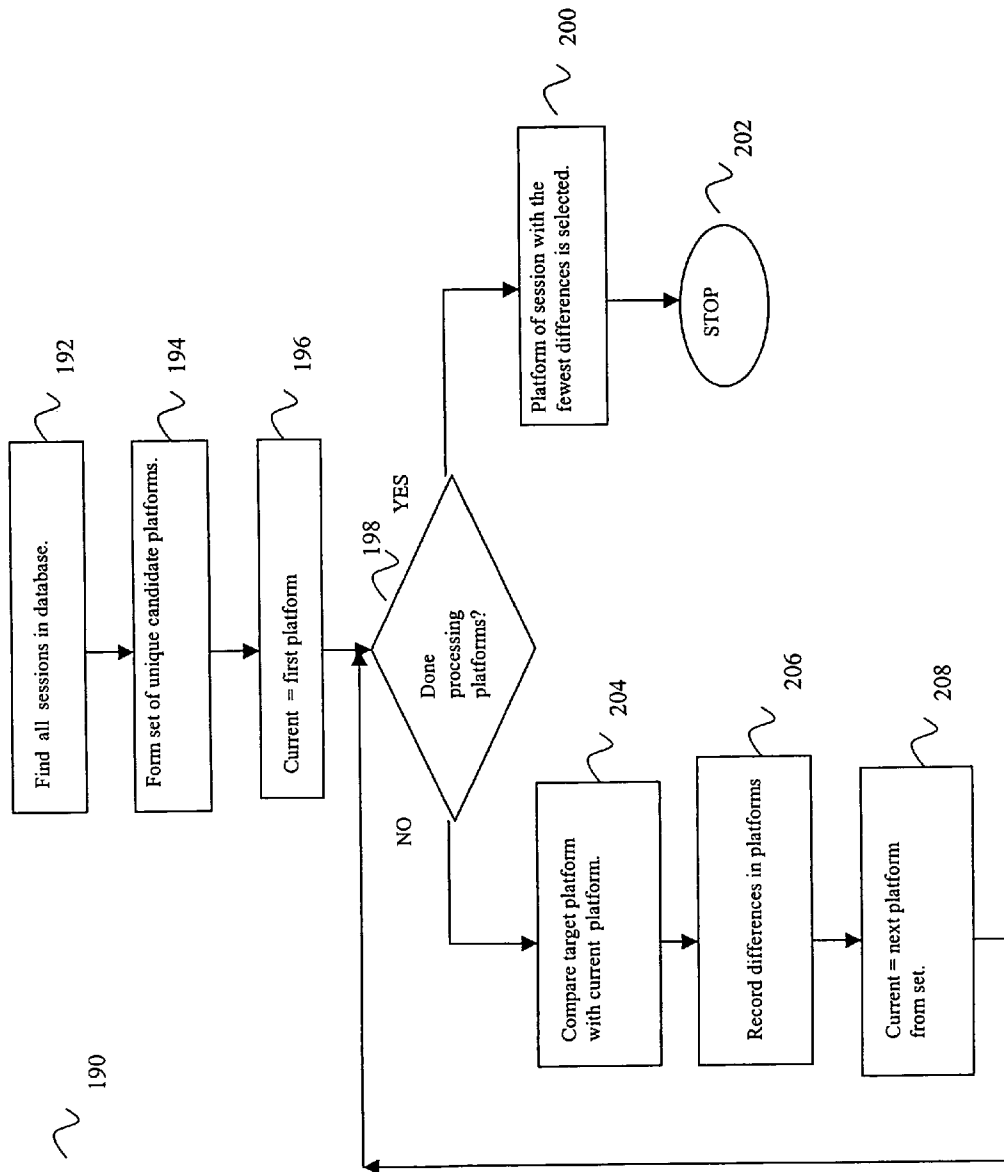 190
Find all sessions in database.
192
Form set of unique candidate platforms.
194
Current = first platform
196
198
Done
processing
platforms?
YES
NO
Platform of session with the
fewest differences is selected.
200
STOP
202
Compare target platform
with current platform.
204
Record differences in platforms
206
Current = next platform
from set.
208